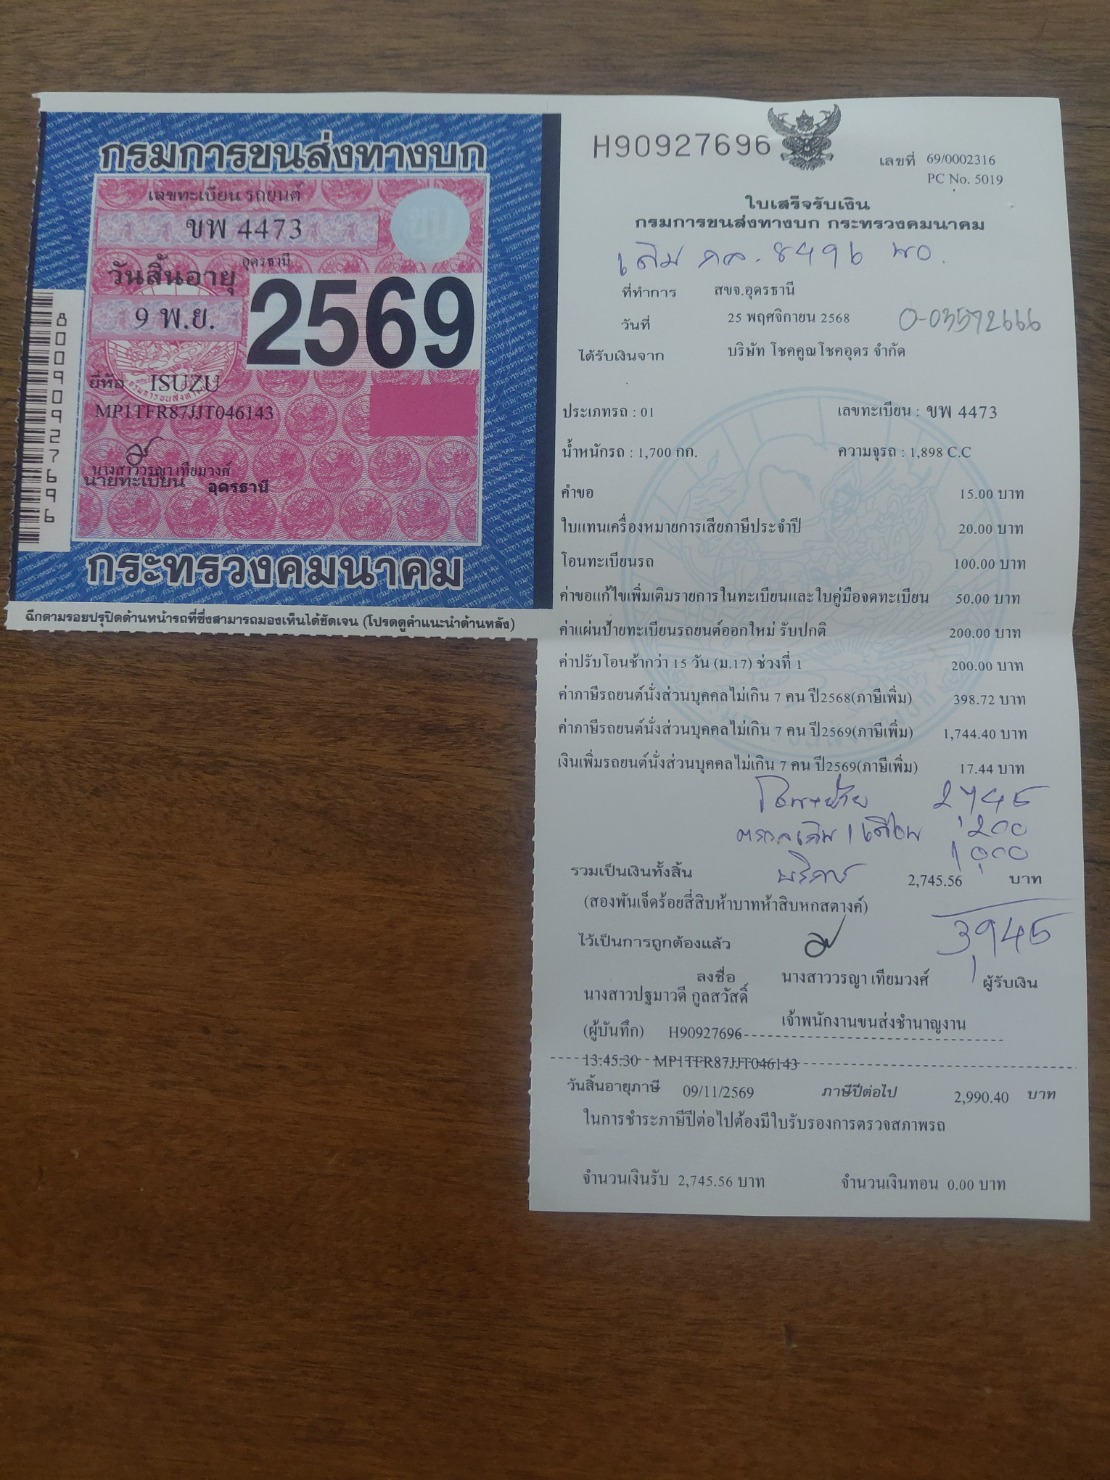 กรมการขนส่งทางบก
เลขทะเบียน รถยนต์
ขพ 4473
อุดรธานี
วันสิ้นอายุ
9 พ.ย.
2569
ยี่ห้อ ISUZU
MP1TFR87JJT046143
นางสาววรญา เทียมวงศ์
นายทะเบียน อุดรธานี
กระทรวงคมนาคม
80090927696
ฉีกตามรอยปรุปิดด้านหน้ารถที่ซึ่งสามารถมองเห็นได้ชัดเจน (โปรดดูคำแนะนำด้านหลัง)
H90927696
เลขที่ 69/0002316
PC No. 5019
ใบเสร็จรับเงิน
กรมการขนส่งทางบก กระทรวงคมนาคม
เดิม 8496
ที่ทำการ สขจ.อุดรธานี
วันที่ 25 พฤศจิกายน 2568
0-03572666
ได้รับเงินจาก บริษัท โชคคูณโชคอุดร จำกัด
ประเภทรถ : 01 เลขทะเบียน : ขพ 4473
น้ำหนักรถ : 1,700 กก. ความจุรถ : 1,898 C.C
คำขอ 15.00 บาท
ใบแทนเครื่องหมายการเสียภาษีประจำปี 20.00 บาท
โอนทะเบียนรถ 100.00 บาท
ค่าขอแก้ไขเพิ่มเติมรายการในทะเบียนและใบคู่มือจดทะเบียน 50.00 บาท
ค่าแผ่นป้ายทะเบียนรถยนต์ออกใหม่ รับปกติ 200.00 บาท
ค่าปรับโอนช้ากว่า 15 วัน (ม.17) ช่วงที่ 1 200.00 บาท
ค่าภาษีรถยนต์นั่งส่วนบุคคลไม่เกิน 7 คน ปี2568(ภาษีเพิ่ม) 398.72 บาท
ค่าภาษีรถยนต์นั่งส่วนบุคคลไม่เกิน 7 คน ปี2569(ภาษีเพิ่ม) 1,744.40 บาท
เงินเพิ่มรถยนต์นั่งส่วนบุคคลไม่เกิน 7 คน ปี2569(ภาษีเพิ่ม) 17.44 บาท
2,745
200
บริการ 1,000
รวมเป็นเงินทั้งสิ้น 2,745.56 บาท
(สองพันเจ็ดร้อยสี่สิบห้าบาทห้าสิบหกสตางค์)
3,945
ไว้เป็นการถูกต้องแล้ว
ลงชื่อ นางสาววรญา เทียมวงศ์ ผู้รับเงิน
นางสาวปฐมาวดี กูลสวัสดิ์
เจ้าพนักงานขนส่งชำนาญงาน
(ผู้บันทึก) H90927696
13:45:30 MP1TFR87JJT046143
วันสิ้นอายุภาษี 09/11/2569 ภาษีปีต่อไป 2,990.40 บาท
ในการชำระภาษีปีต่อไปต้องมีใบรับรองการตรวจสภาพรถ
จำนวนเงินรับ 2,745.56 บาท จำนวนเงินทอน 0.00 บาท